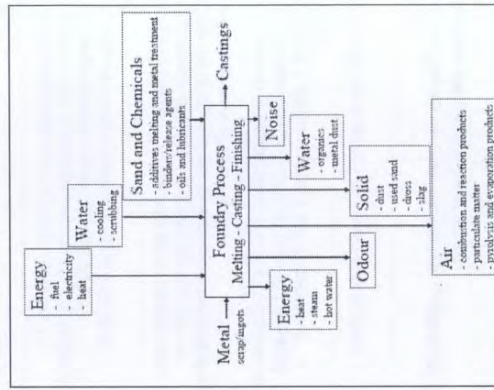 Energy
- fuel
- electricity
- heat
Water
- cooling
- scrubbing
Sand and Chemicals
- additives melting and metal treatment
- binders/release agents
- oils and lubricants
Metal
scrap/ingots
Foundry Process
Melting - Casting - Finishing
Castings
Energy
- heat
- steam
- hot water
Odour
Air
- combustion and reaction products
- particulate matter
- pyrolysis and evaporation products
Solid
- dust
- used sand
- dross
- slag
Water
- organics
- metal dust
Noise